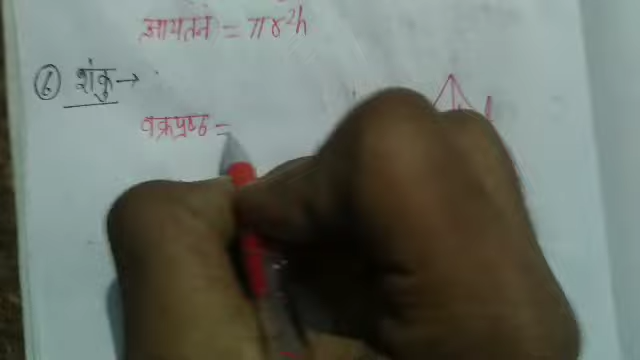 आयतन = πr²h
⑥ शंकु →
वक्रपृष्ठ =
l